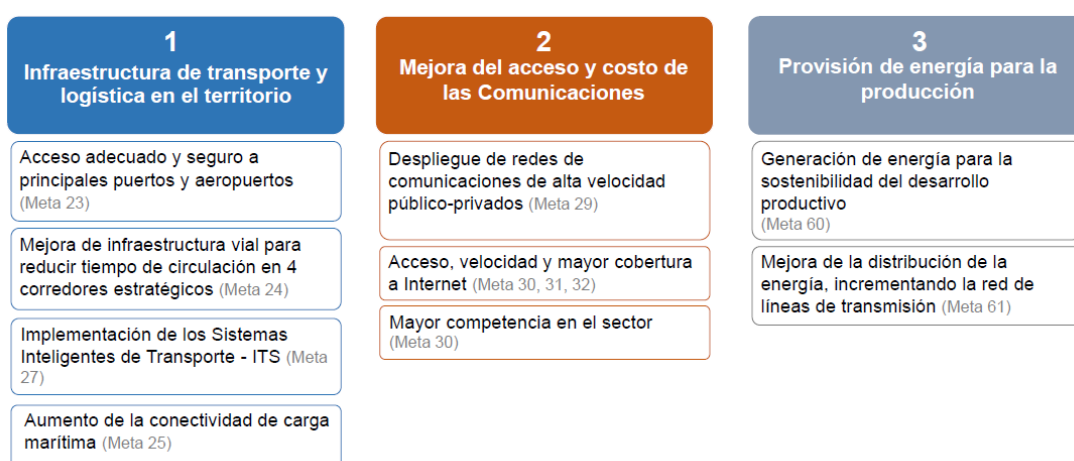 1
Infraestructura de transporte y
logística en el territorio
Acceso adecuado y seguro a
principales puertos y aeropuertos
(Meta 23)
Mejora de infraestructura vial para
reducir tiempo de circulación en 4
corredores estratégicos (Meta 24)
Implementación de los Sistemas
Inteligentes de Transporte - ITS (Meta
27)
Aumento de la conectividad de carga
marítima (Meta 25)
2
Mejora del acceso y costo de
las Comunicaciones
Despliegue de redes de
comunicaciones de alta velocidad
público-privados (Meta 29)
Acceso, velocidad y mayor cobertura
a Internet (Meta 30, 31, 32)
Mayor competencia en el sector
(Meta 30)
3
Provisión de energía para la
producción
Generación de energía para la
sostenibilidad del desarrollo
productivo
(Meta 60)
Mejora de la distribución de la
energía, incrementando la red de
líneas de transmisión (Meta 61)